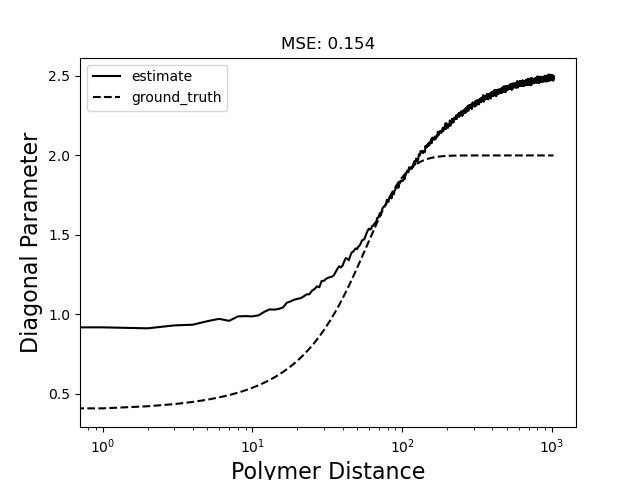 MSE: 0.154
estimate
ground_truth
Diagonal Parameter
2.5
2.0
1.5
1.0
0.5
10⁰ 10¹ 10² 10³
Polymer Distance